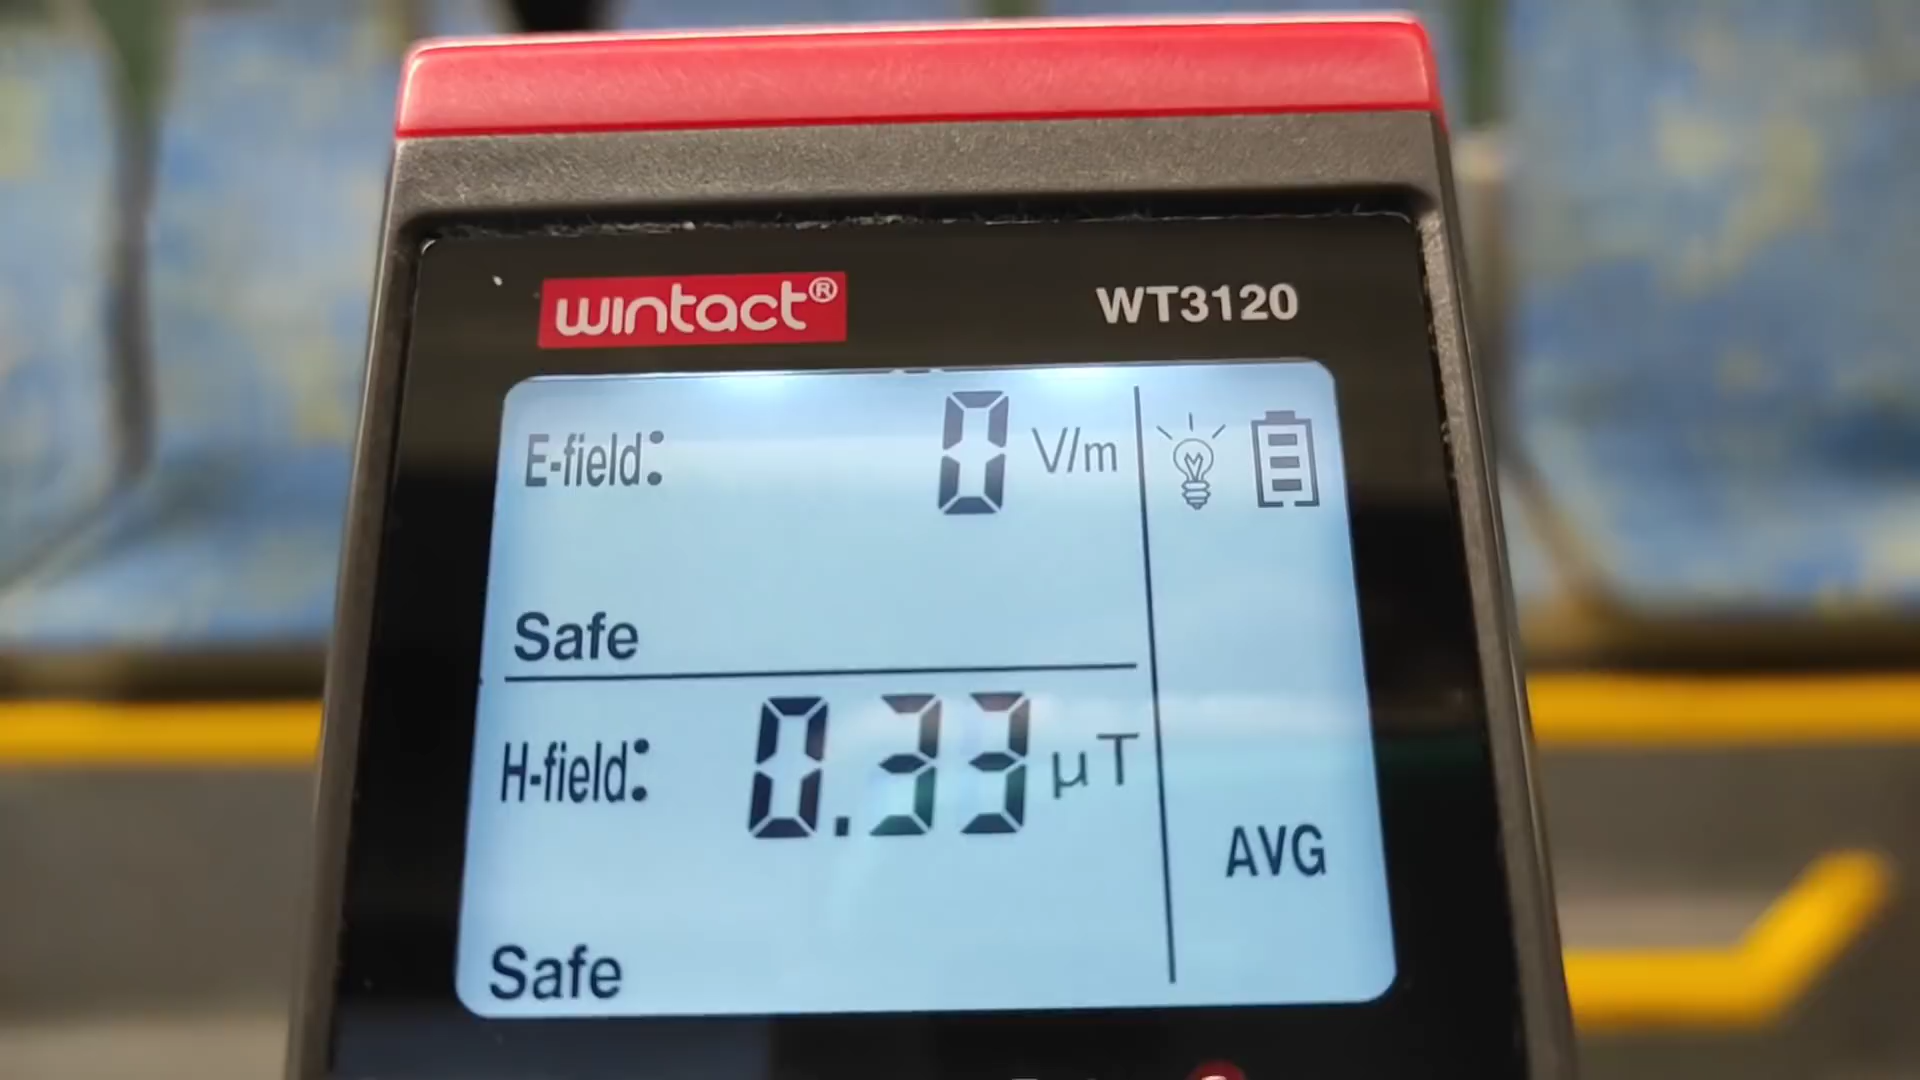 wintact® WT3120
E-field: 0 V/m
Safe
H-field: 0.33 µT
AVG
Safe